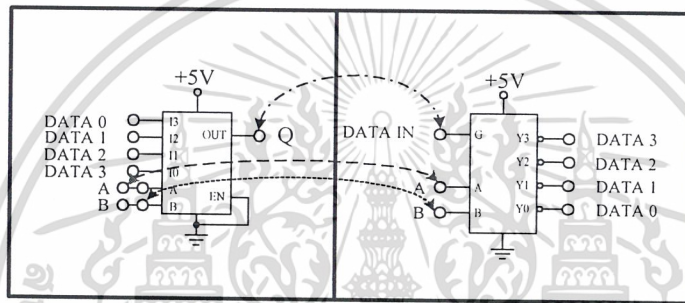 +5V
DATA 0 I3
DATA 1 I2 OUT Q
DATA 2 I1
DATA 3 I0
A A EN
B B
+5V
DATA IN G Y3 DATA 3
Y2 DATA 2
A A Y1 DATA 1
B B Y0 DATA 0